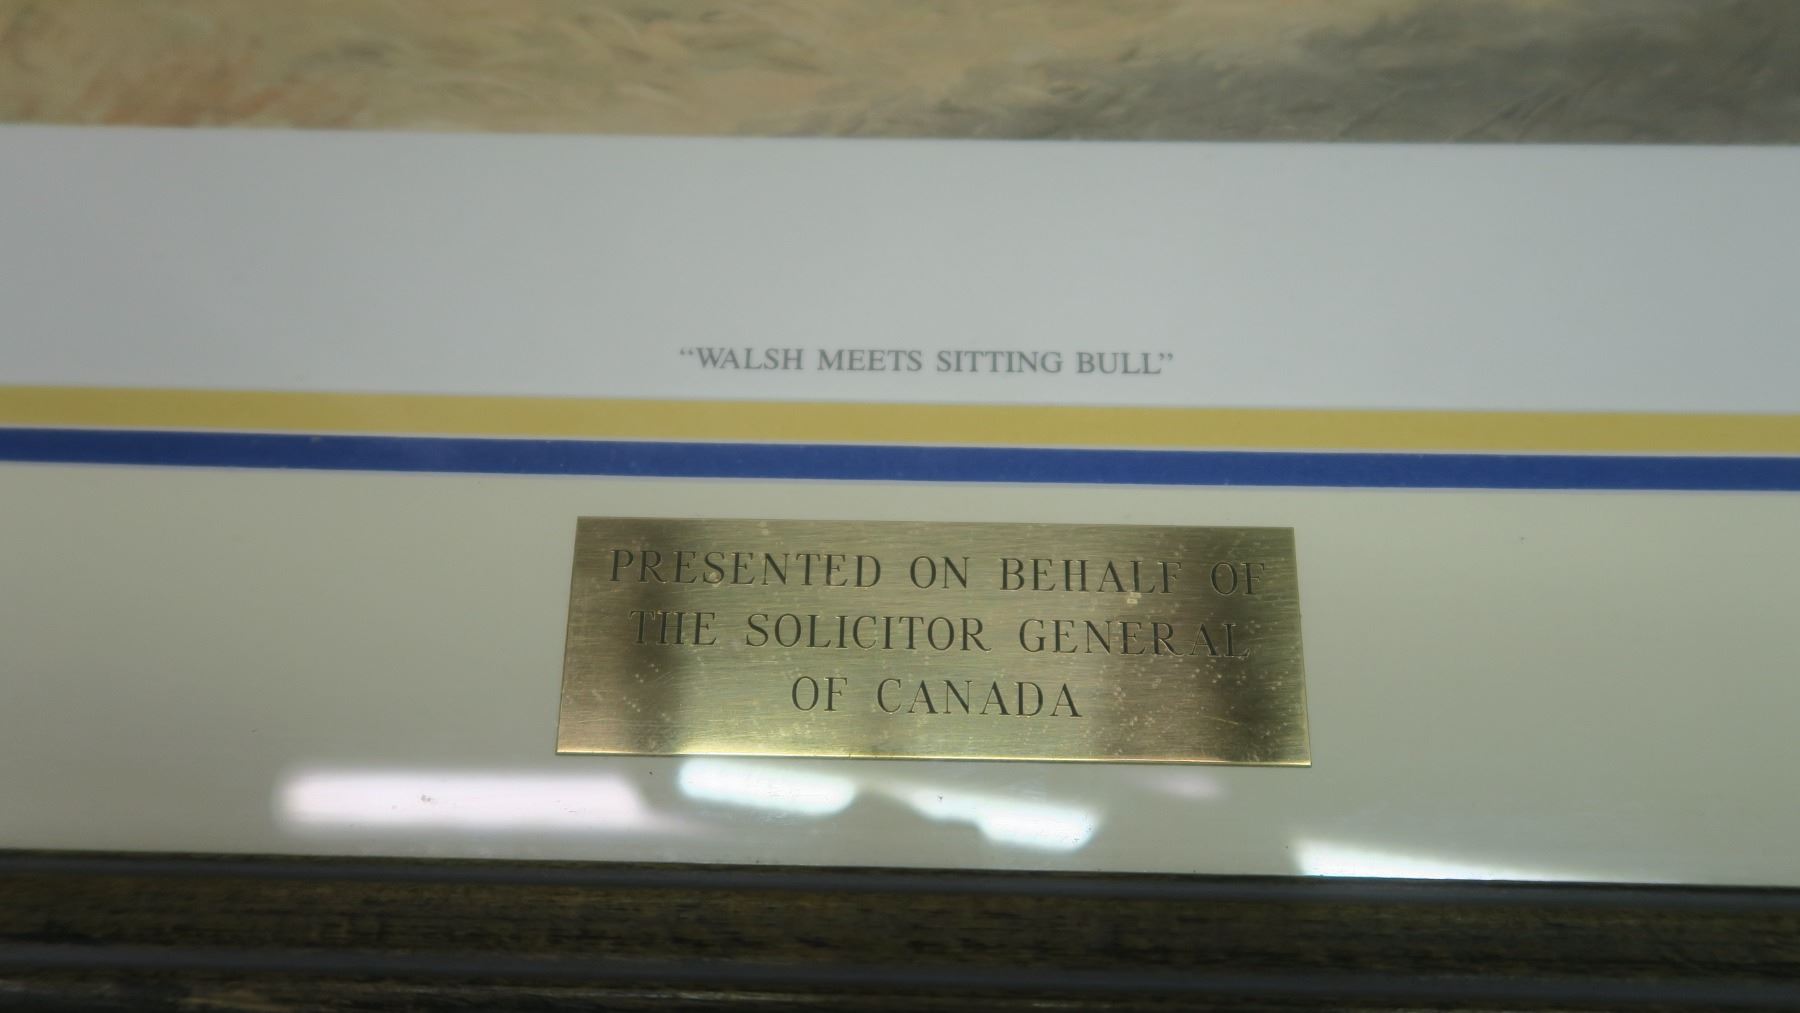 “WALSH MEETS SITTING BULL”
PRESENTED ON BEHALF OF
THE SOLICITOR GENERAL
OF CANADA